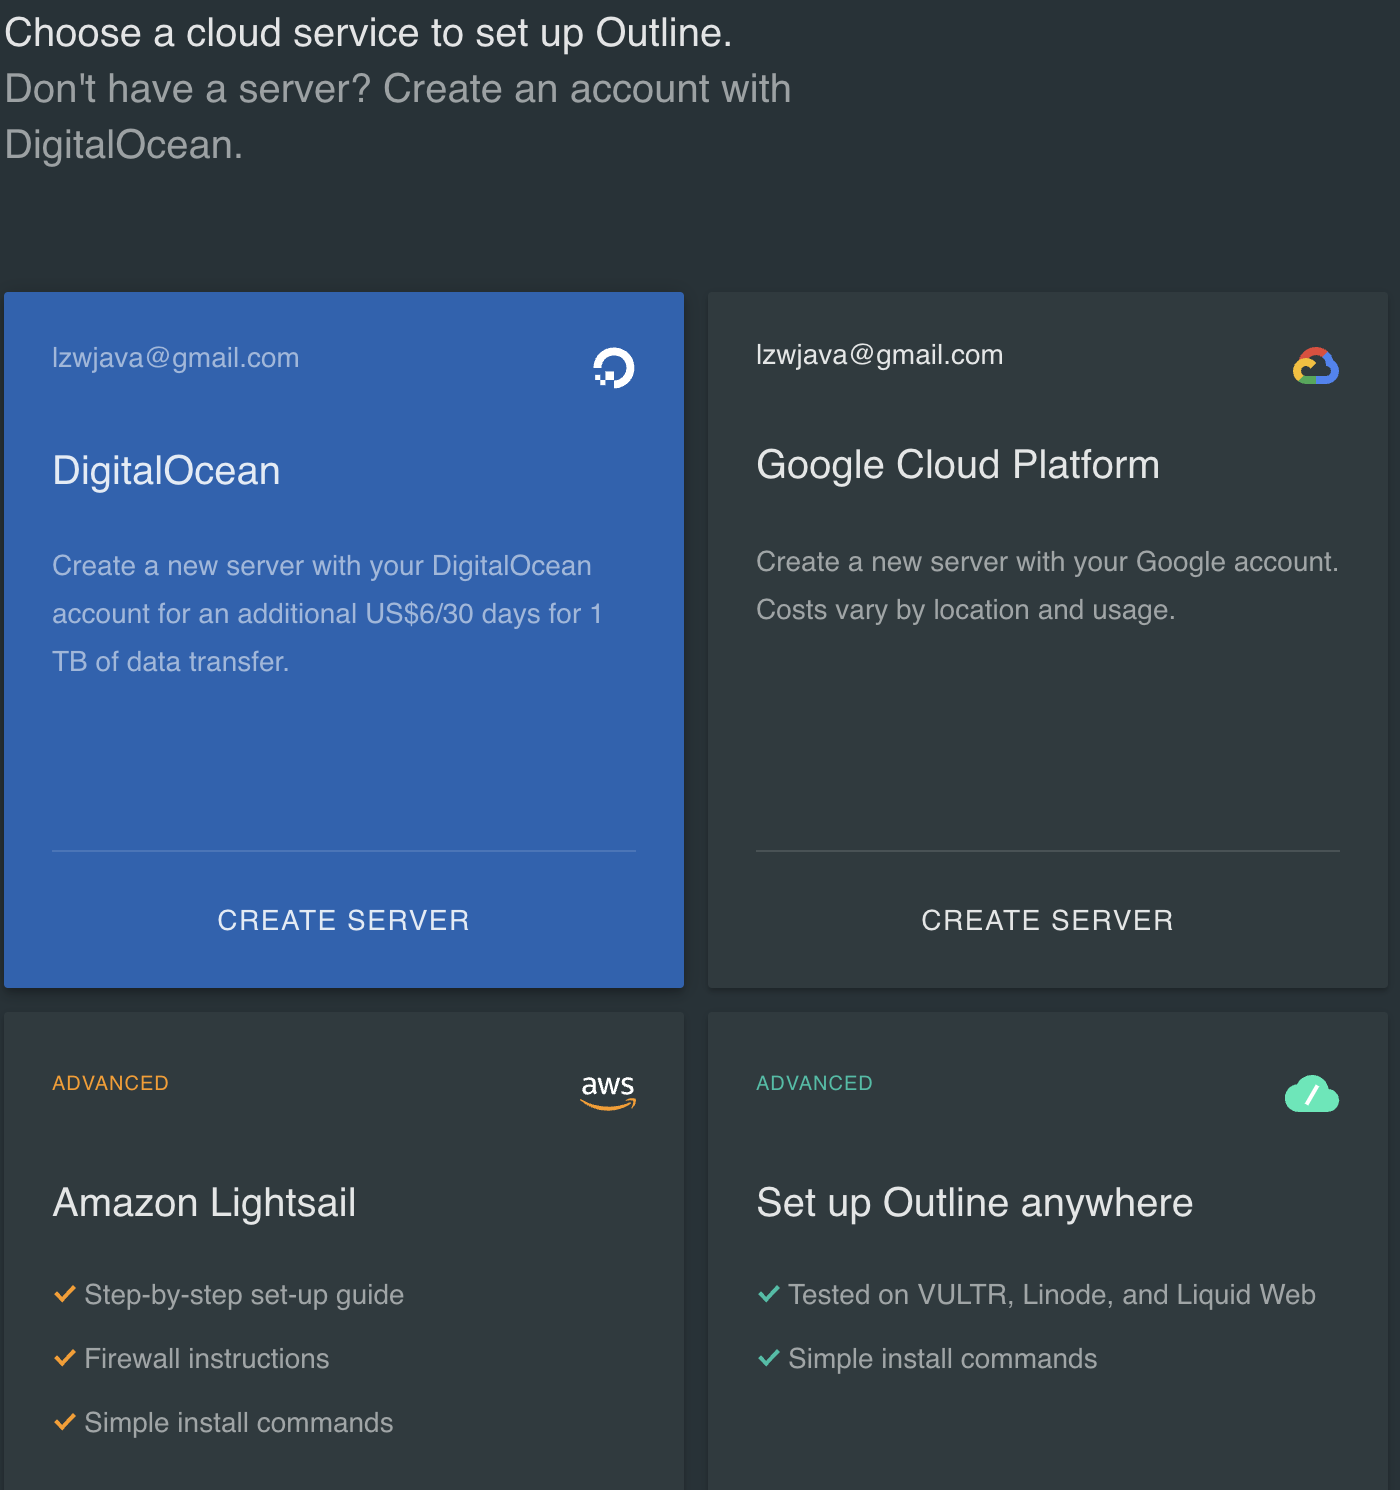 Choose a cloud service to set up Outline.
Don't have a server? Create an account with
DigitalOcean.
lzwjava@gmail.com
DigitalOcean
Create a new server with your DigitalOcean
account for an additional US$6/30 days for 1
TB of data transfer.
CREATE SERVER
lzwjava@gmail.com
Google Cloud Platform
Create a new server with your Google account.
Costs vary by location and usage.
CREATE SERVER
ADVANCED
aws
Amazon Lightsail
Step-by-step set-up guide
Firewall instructions
Simple install commands
ADVANCED
Set up Outline anywhere
Tested on VULTR, Linode, and Liquid Web
Simple install commands